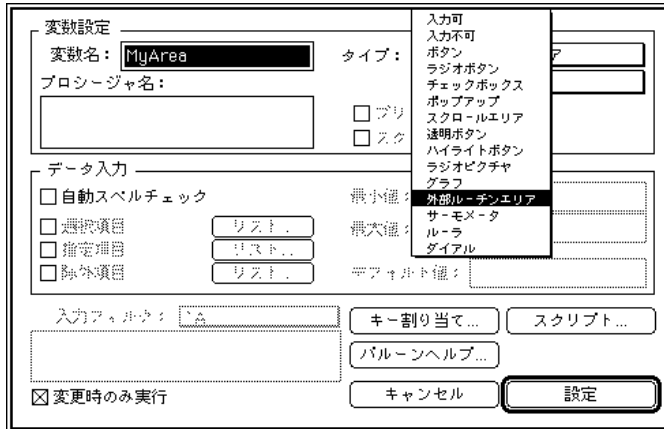 変数設定
変数名： MyArea
タイプ：
ア
プロシージャ名：
入力可
入力不可
ボタン
ラジオボタン
チェックボックス
ポップアップ
スクロールエリア
透明ボタン
ハイライトボタン
ラジオピクチャ
グラフ
外部ルーチンエリア
サーモメータ
ルーラ
ダイアル
プリ
スク
データ入力
自動スペルチェック
最小値：
選択項目 リスト...
最大値：
指定項目 リスト...
除外項目 リスト...
デフォルト値：
入力フィルタ：
キー割り当て...
スクリプト...
バルーンヘルプ...
変更時のみ実行
キャンセル
設定